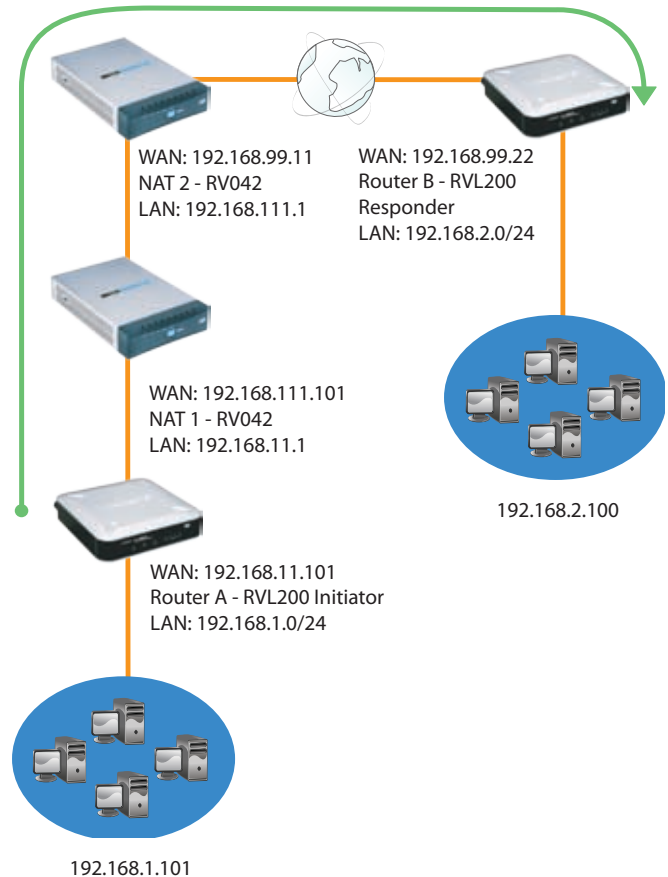 WAN: 192.168.99.11
NAT 2 - RV042
LAN: 192.168.111.1
WAN: 192.168.99.22
Router B - RVL200
Responder
LAN: 192.168.2.0/24
WAN: 192.168.111.101
NAT 1 - RV042
LAN: 192.168.11.1
192.168.2.100
WAN: 192.168.11.101
Router A - RVL200 Initiator
LAN: 192.168.1.0/24
192.168.1.101